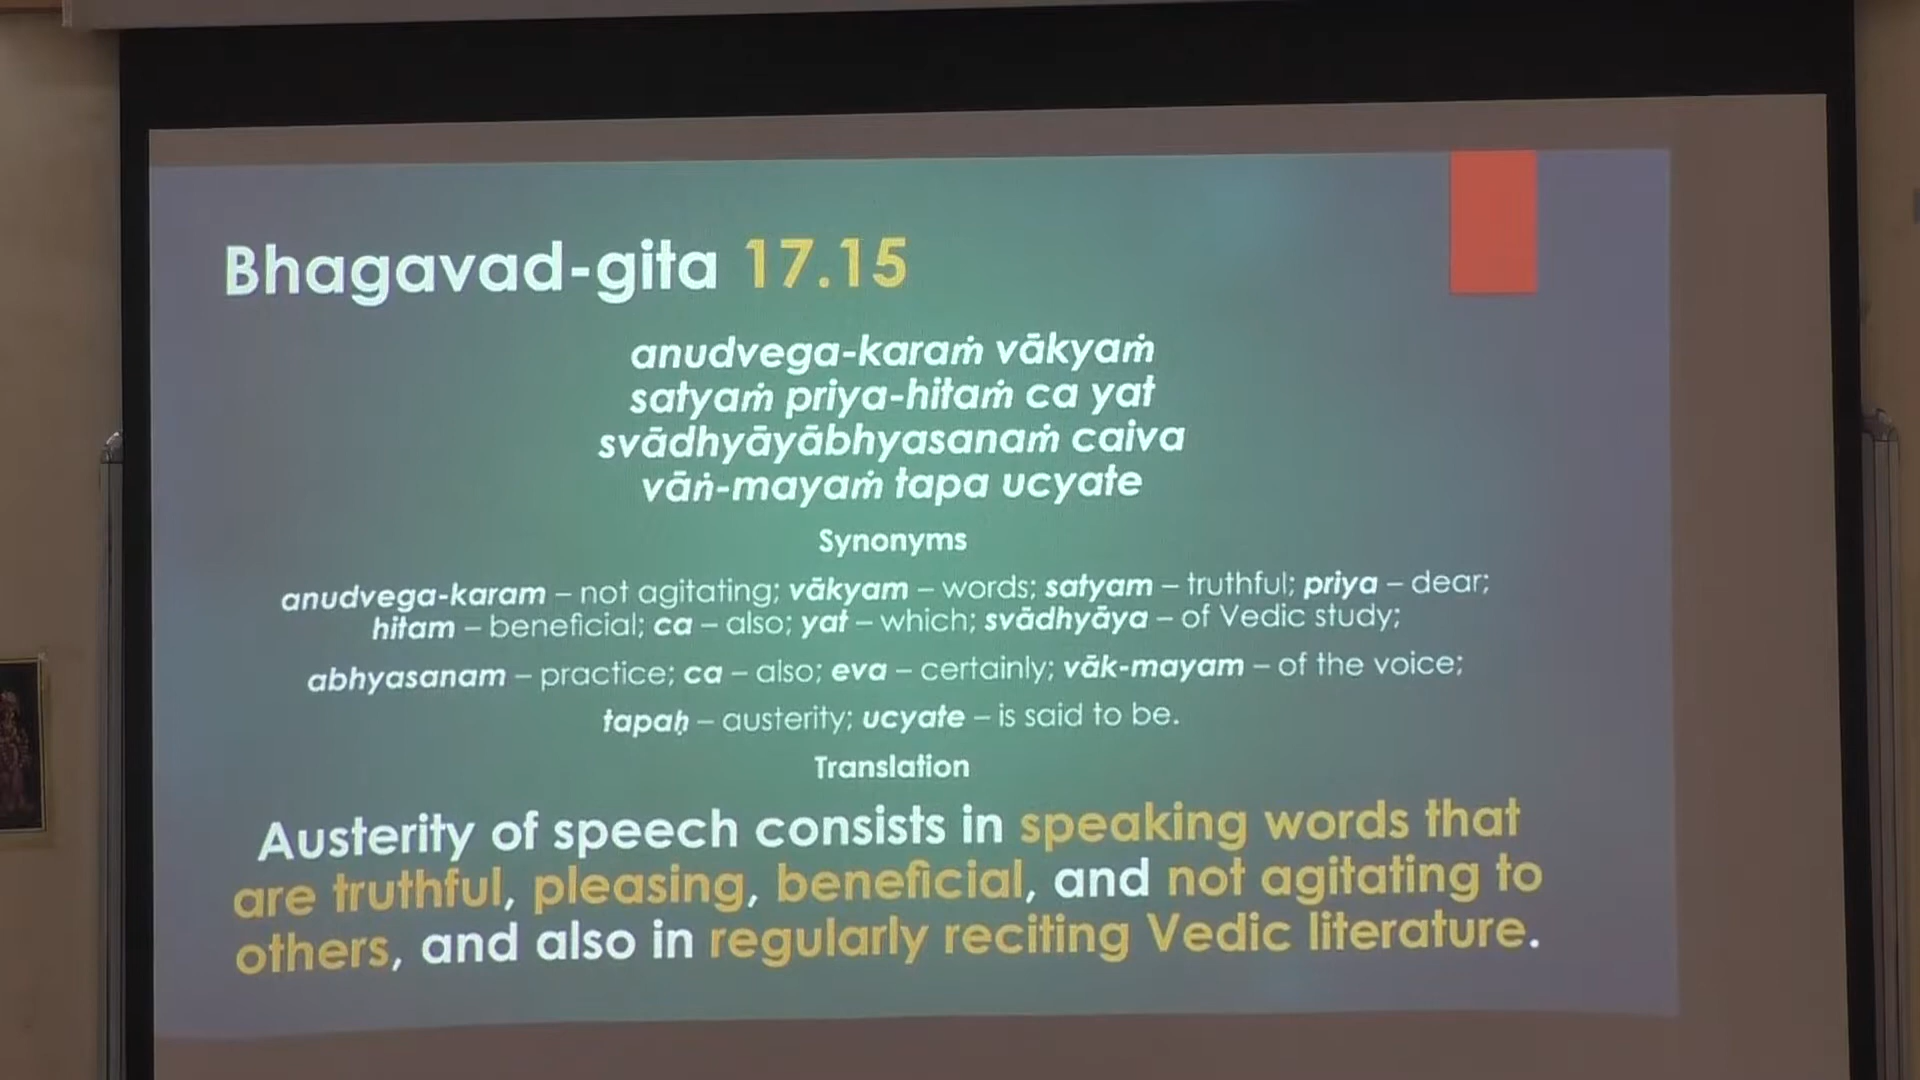 Bhagavad-gita 17.15
anudvega-karaṁ vākyaṁ
satyaṁ priya-hitaṁ ca yat
svādhyāyābhyasanaṁ caiva
vāṅ-mayaṁ tapa ucyate
Synonyms
anudvega-karam – not agitating; vākyam – words; satyam – truthful; priya – dear;
hitam – beneficial; ca – also; yat – which; svādhyāya – of Vedic study;
abhyasanam – practice; ca – also; eva – certainly; vāk-mayam – of the voice;
tapaḥ – austerity; ucyate – is said to be.
Translation
Austerity of speech consists in speaking words that
are truthful, pleasing, beneficial, and not agitating to
others, and also in regularly reciting Vedic literature.